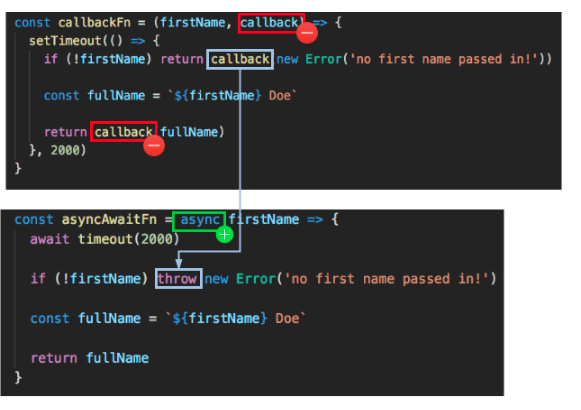 const callbackFn = (firstName, callback) => {
setTimeout(() => {
if (!firstName) return callback(new Error('no first name passed in!'))
const fullName = `${firstName} Doe`
return callback(fullName)
}, 2000)
}
const asyncAwaitFn = async firstName => {
await timeout(2000)
if (!firstName) throw new Error('no first name passed in!')
const fullName = `${firstName} Doe`
return fullName
}